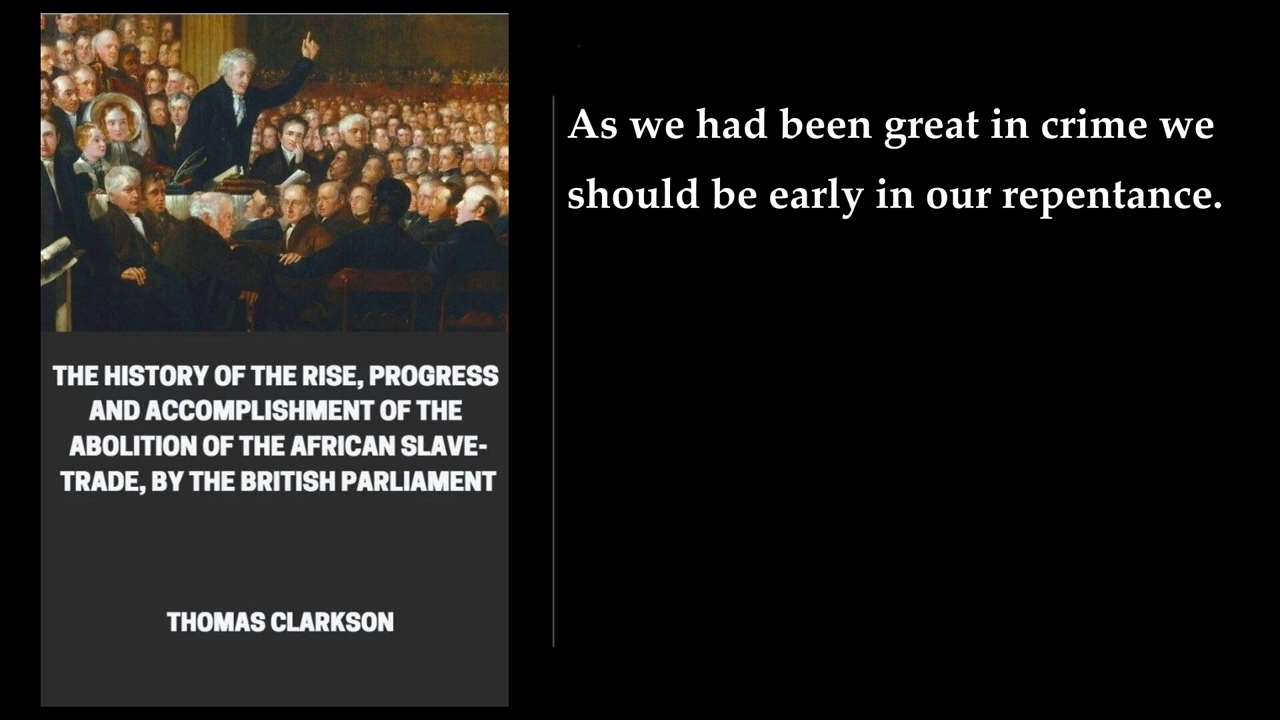 THE HISTORY OF THE RISE, PROGRESS
AND ACCOMPLISHMENT OF THE
ABOLITION OF THE AFRICAN SLAVE-
TRADE, BY THE BRITISH PARLIAMENT
THOMAS CLARKSON
As we had been great in crime we
should be early in our repentance.